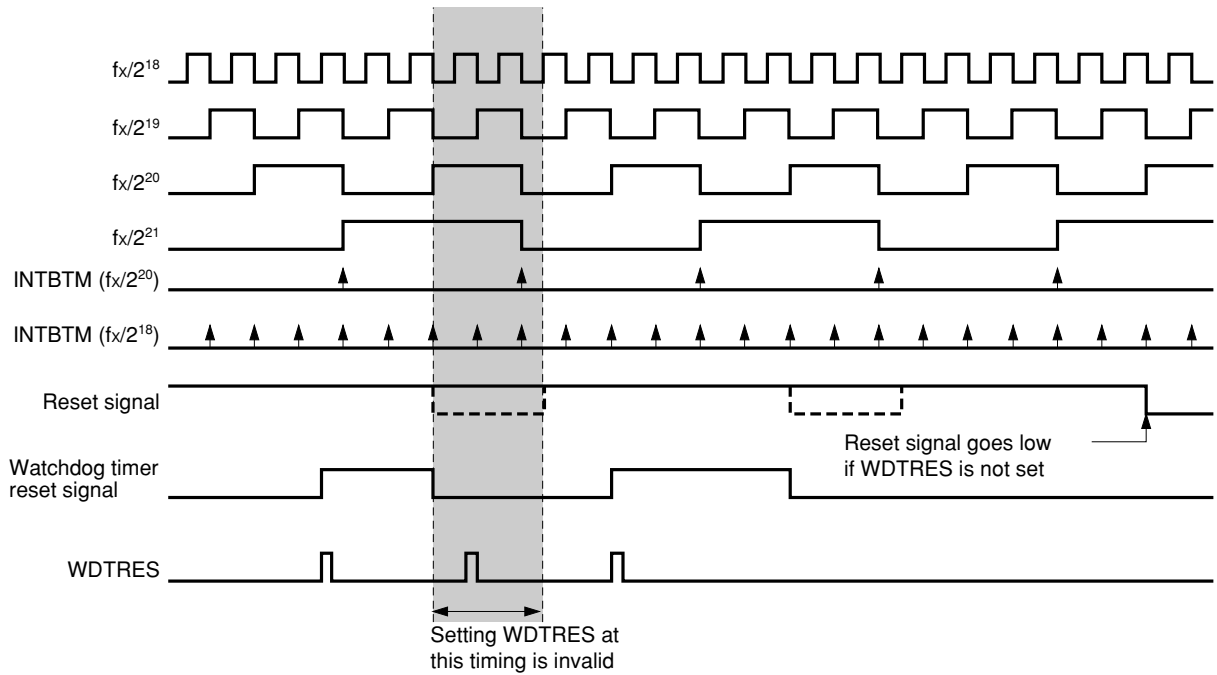 fx/2¹⁸
fx/2¹⁹
fx/2²⁰
fx/2²¹
INTBTM (fx/2²⁰)
INTBTM (fx/2¹⁸)
Reset signal
Reset signal goes low
if WDTRES is not set
Watchdog timer
reset signal
WDTRES
Setting WDTRES at
this timing is invalid